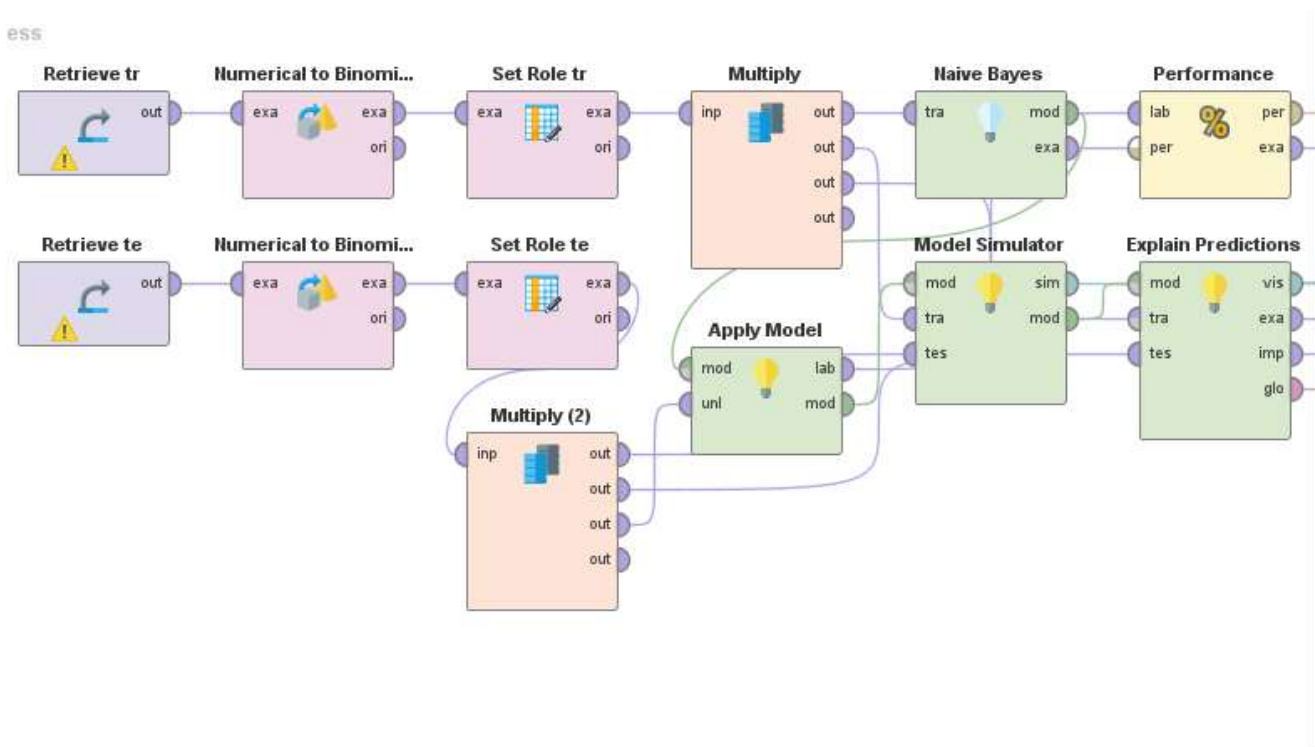 ess
Retrieve tr
out
Numerical to Binomi...
exa exa
ori
Set Role tr
exa exa
ori
Multiply
inp out
out
out
out
Naive Bayes
tra mod
exa
Performance
% 
lab per
per exa
Retrieve te
out
Numerical to Binomi...
exa exa
ori
Set Role te
exa exa
ori
Multiply (2)
inp out
out
out
out
Apply Model
mod lab
unl mod
Model Simulator
mod sim
tra mod
tes
Explain Predictions
mod vis
tra exa
tes imp
glo